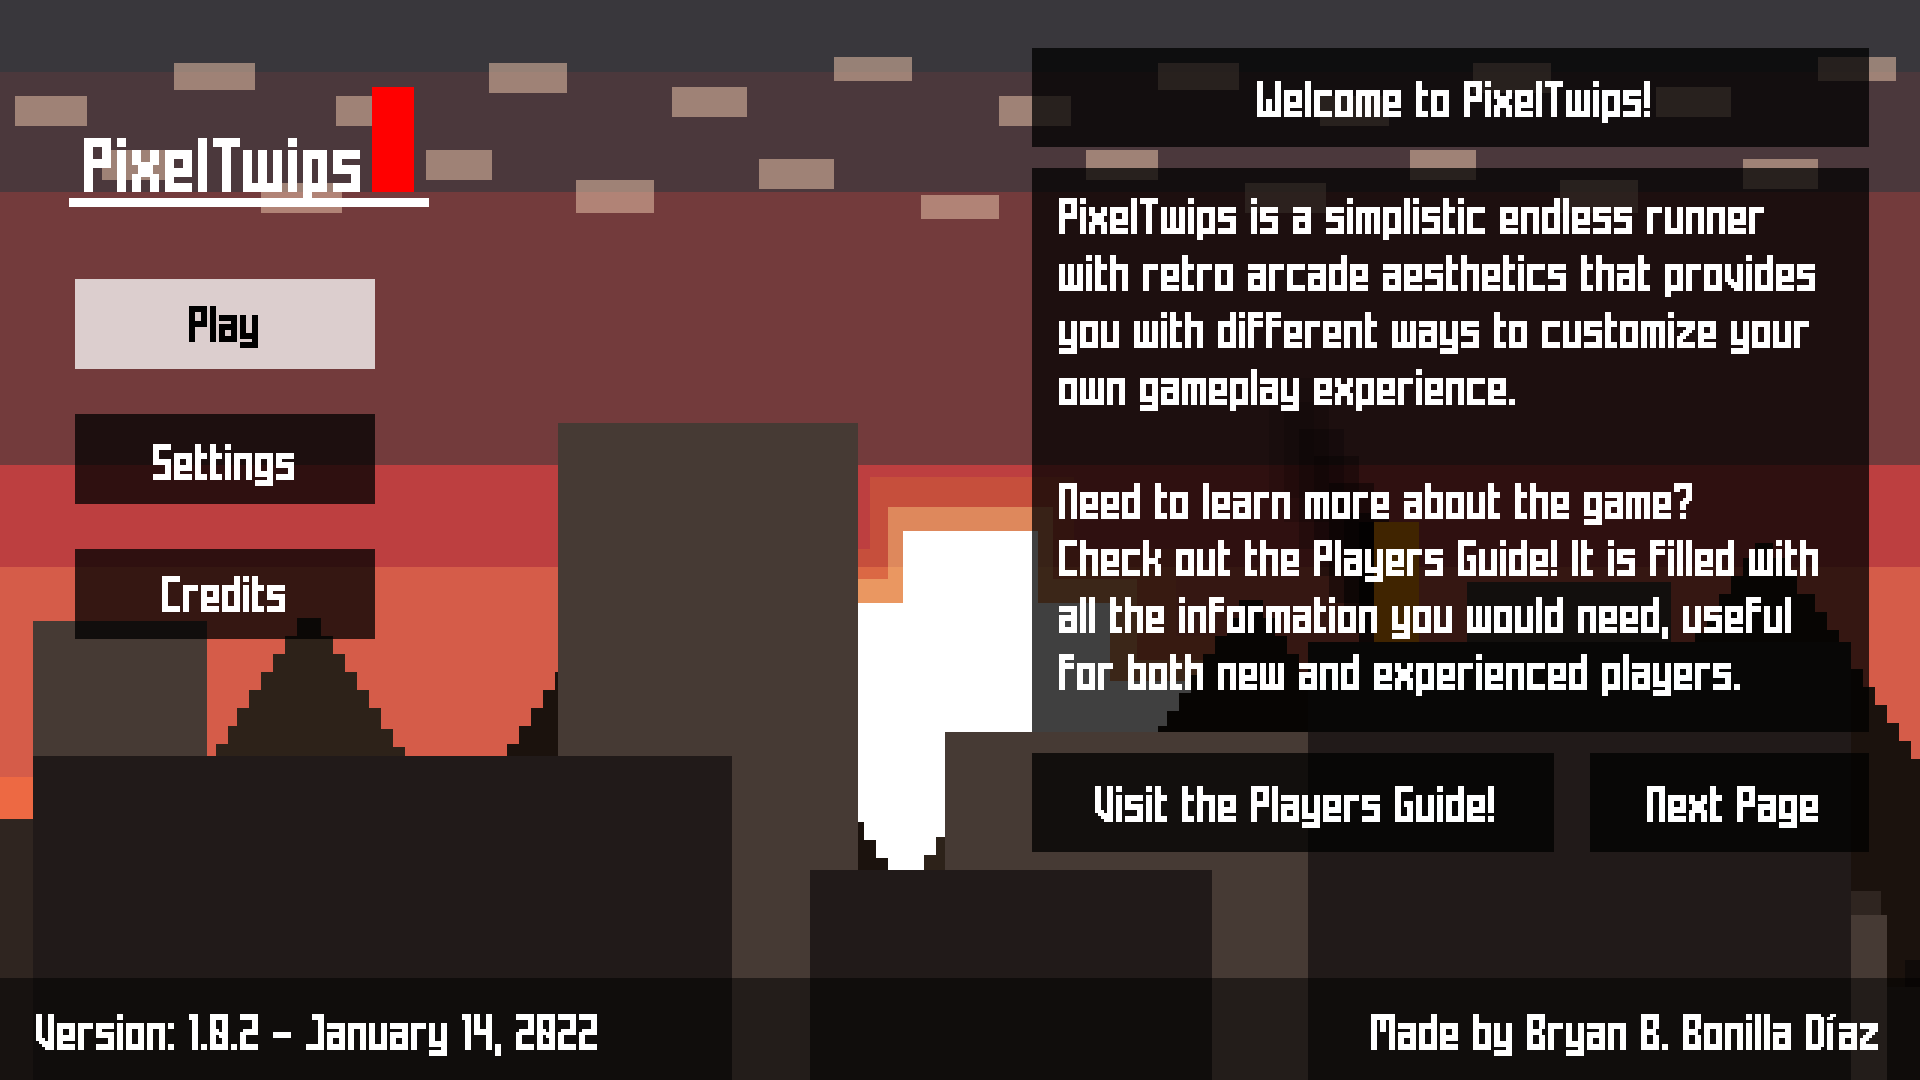 PixelTwips
Play
Settings
Credits
Welcome to PixelTwips!
PixelTwips is a simplistic endless runner
with retro arcade aesthetics that provides
you with different ways to customize your
own gameplay experience.
Need to learn more about the game?
Check out the Players Guide! It is filled with
all the information you would need, useful
for both new and experienced players.
Visit the Players Guide!
Next Page
Version: 1.0.2 - January 14, 2022
Made by Bryan B. Bonilla Díaz